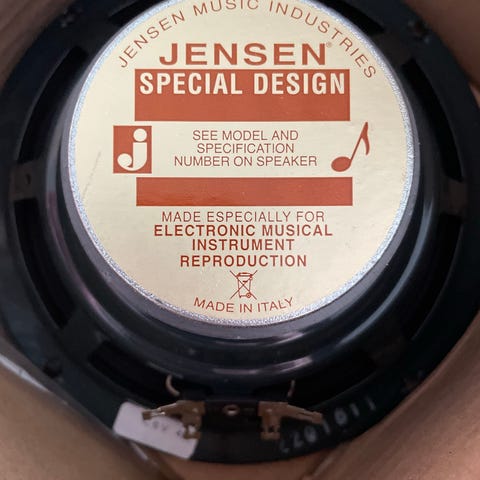 JENSEN MUSIC INDUSTRIES
JENSEN®
SPECIAL DESIGN
j
SEE MODEL AND
SPECIFICATION
NUMBER ON SPEAKER
MADE ESPECIALLY FOR
ELECTRONIC MUSICAL
INSTRUMENT
REPRODUCTION
MADE IN ITALY